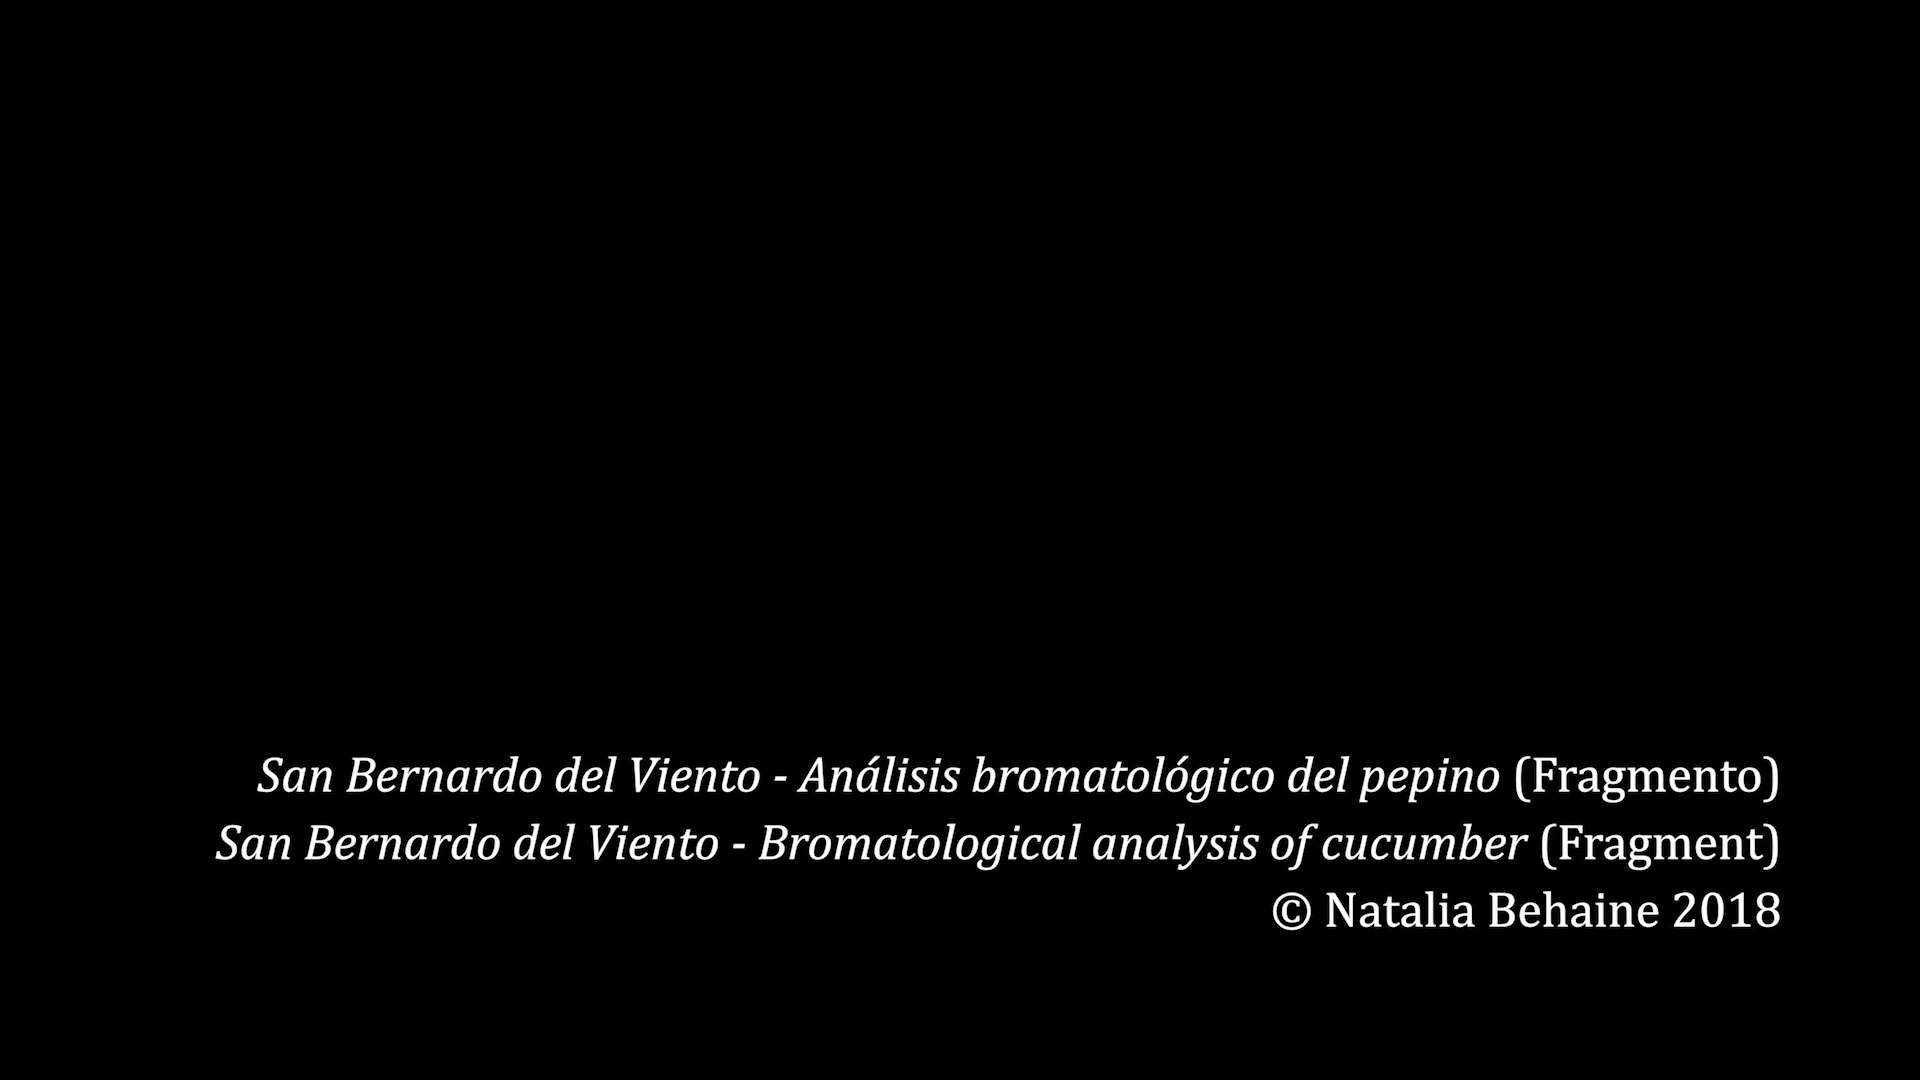 San Bernardo del Viento - Análisis bromatológico del pepino (Fragmento)
San Bernardo del Viento - Bromatological analysis of cucumber (Fragment)
© Natalia Behaine 2018